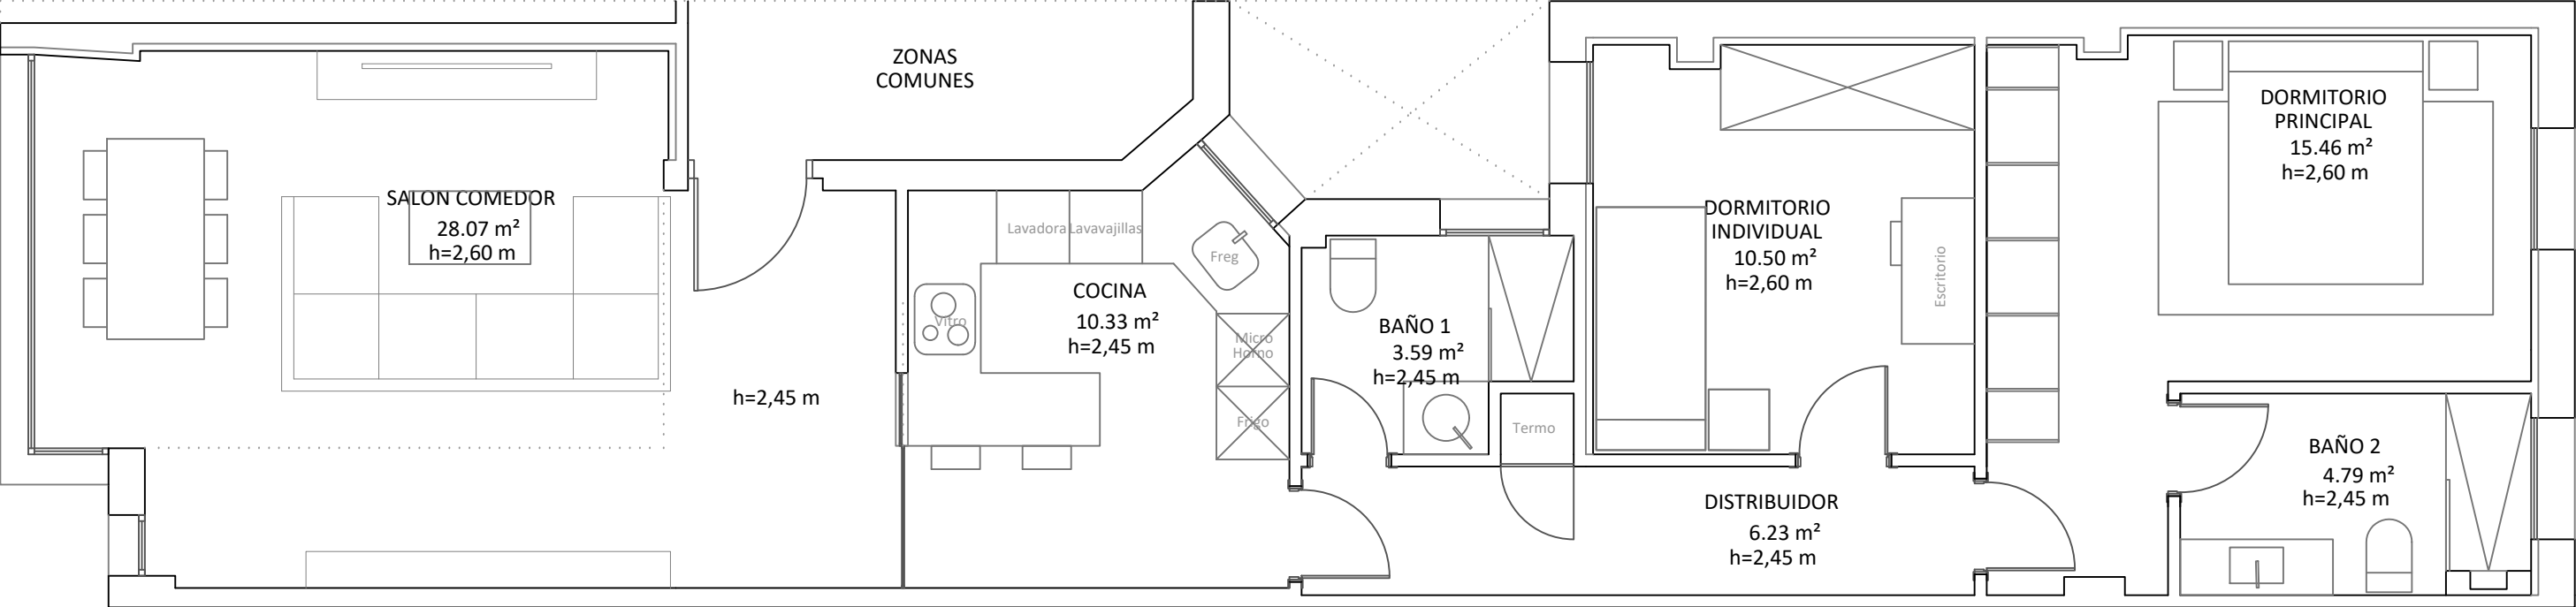 ZONAS
COMUNES
SALON COMEDOR
28.07 m²
h=2,60 m
h=2,45 m
Lavadora
Lavavajillas
Freg
Vitro
COCINA
10.33 m²
h=2,45 m
Micro
Horno
Frigo
BAÑO 1
3.59 m²
h=2,45 m
Termo
DORMITORIO
INDIVIDUAL
10.50 m²
h=2,60 m
Escritorio
DISTRIBUIDOR
6.23 m²
h=2,45 m
DORMITORIO
PRINCIPAL
15.46 m²
h=2,60 m
BAÑO 2
4.79 m²
h=2,45 m